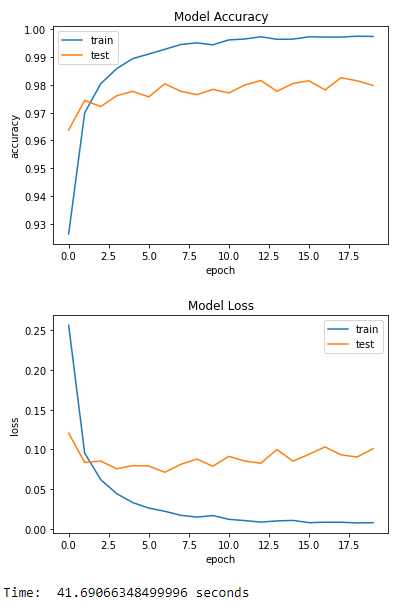 Model Accuracy
1.00
0.99
0.98
0.97
0.96
0.95
0.94
0.93
accuracy
train
test
0.0 2.5 5.0 7.5 10.0 12.5 15.0 17.5
epoch
Model Loss
0.25
0.20
0.15
0.10
0.05
0.00
loss
train
test
0.0 2.5 5.0 7.5 10.0 12.5 15.0 17.5
epoch
Time: 41.69066348499996 seconds